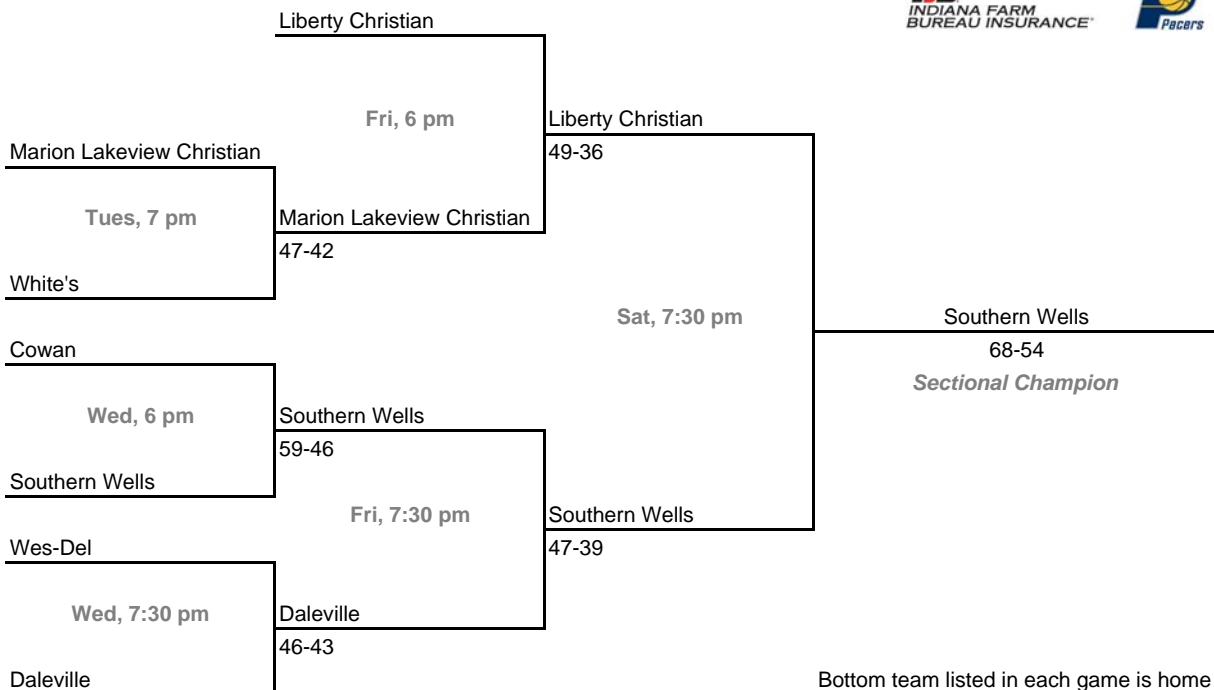 Liberty Christian
INDIANA FARM
BUREAU INSURANCE
Pacers
Fri, 6 pm
Liberty Christian
49-36
Marion Lakeview Christian
Tues, 7 pm
Marion Lakeview Christian
47-42
White's
Sat, 7:30 pm
Southern Wells
68-54
Sectional Champion
Cowan
Wed, 6 pm
Southern Wells
59-46
Southern Wells
Fri, 7:30 pm
Southern Wells
47-39
Wes-Del
Wed, 7:30 pm
Daleville
46-43
Daleville
Bottom team listed in each game is home